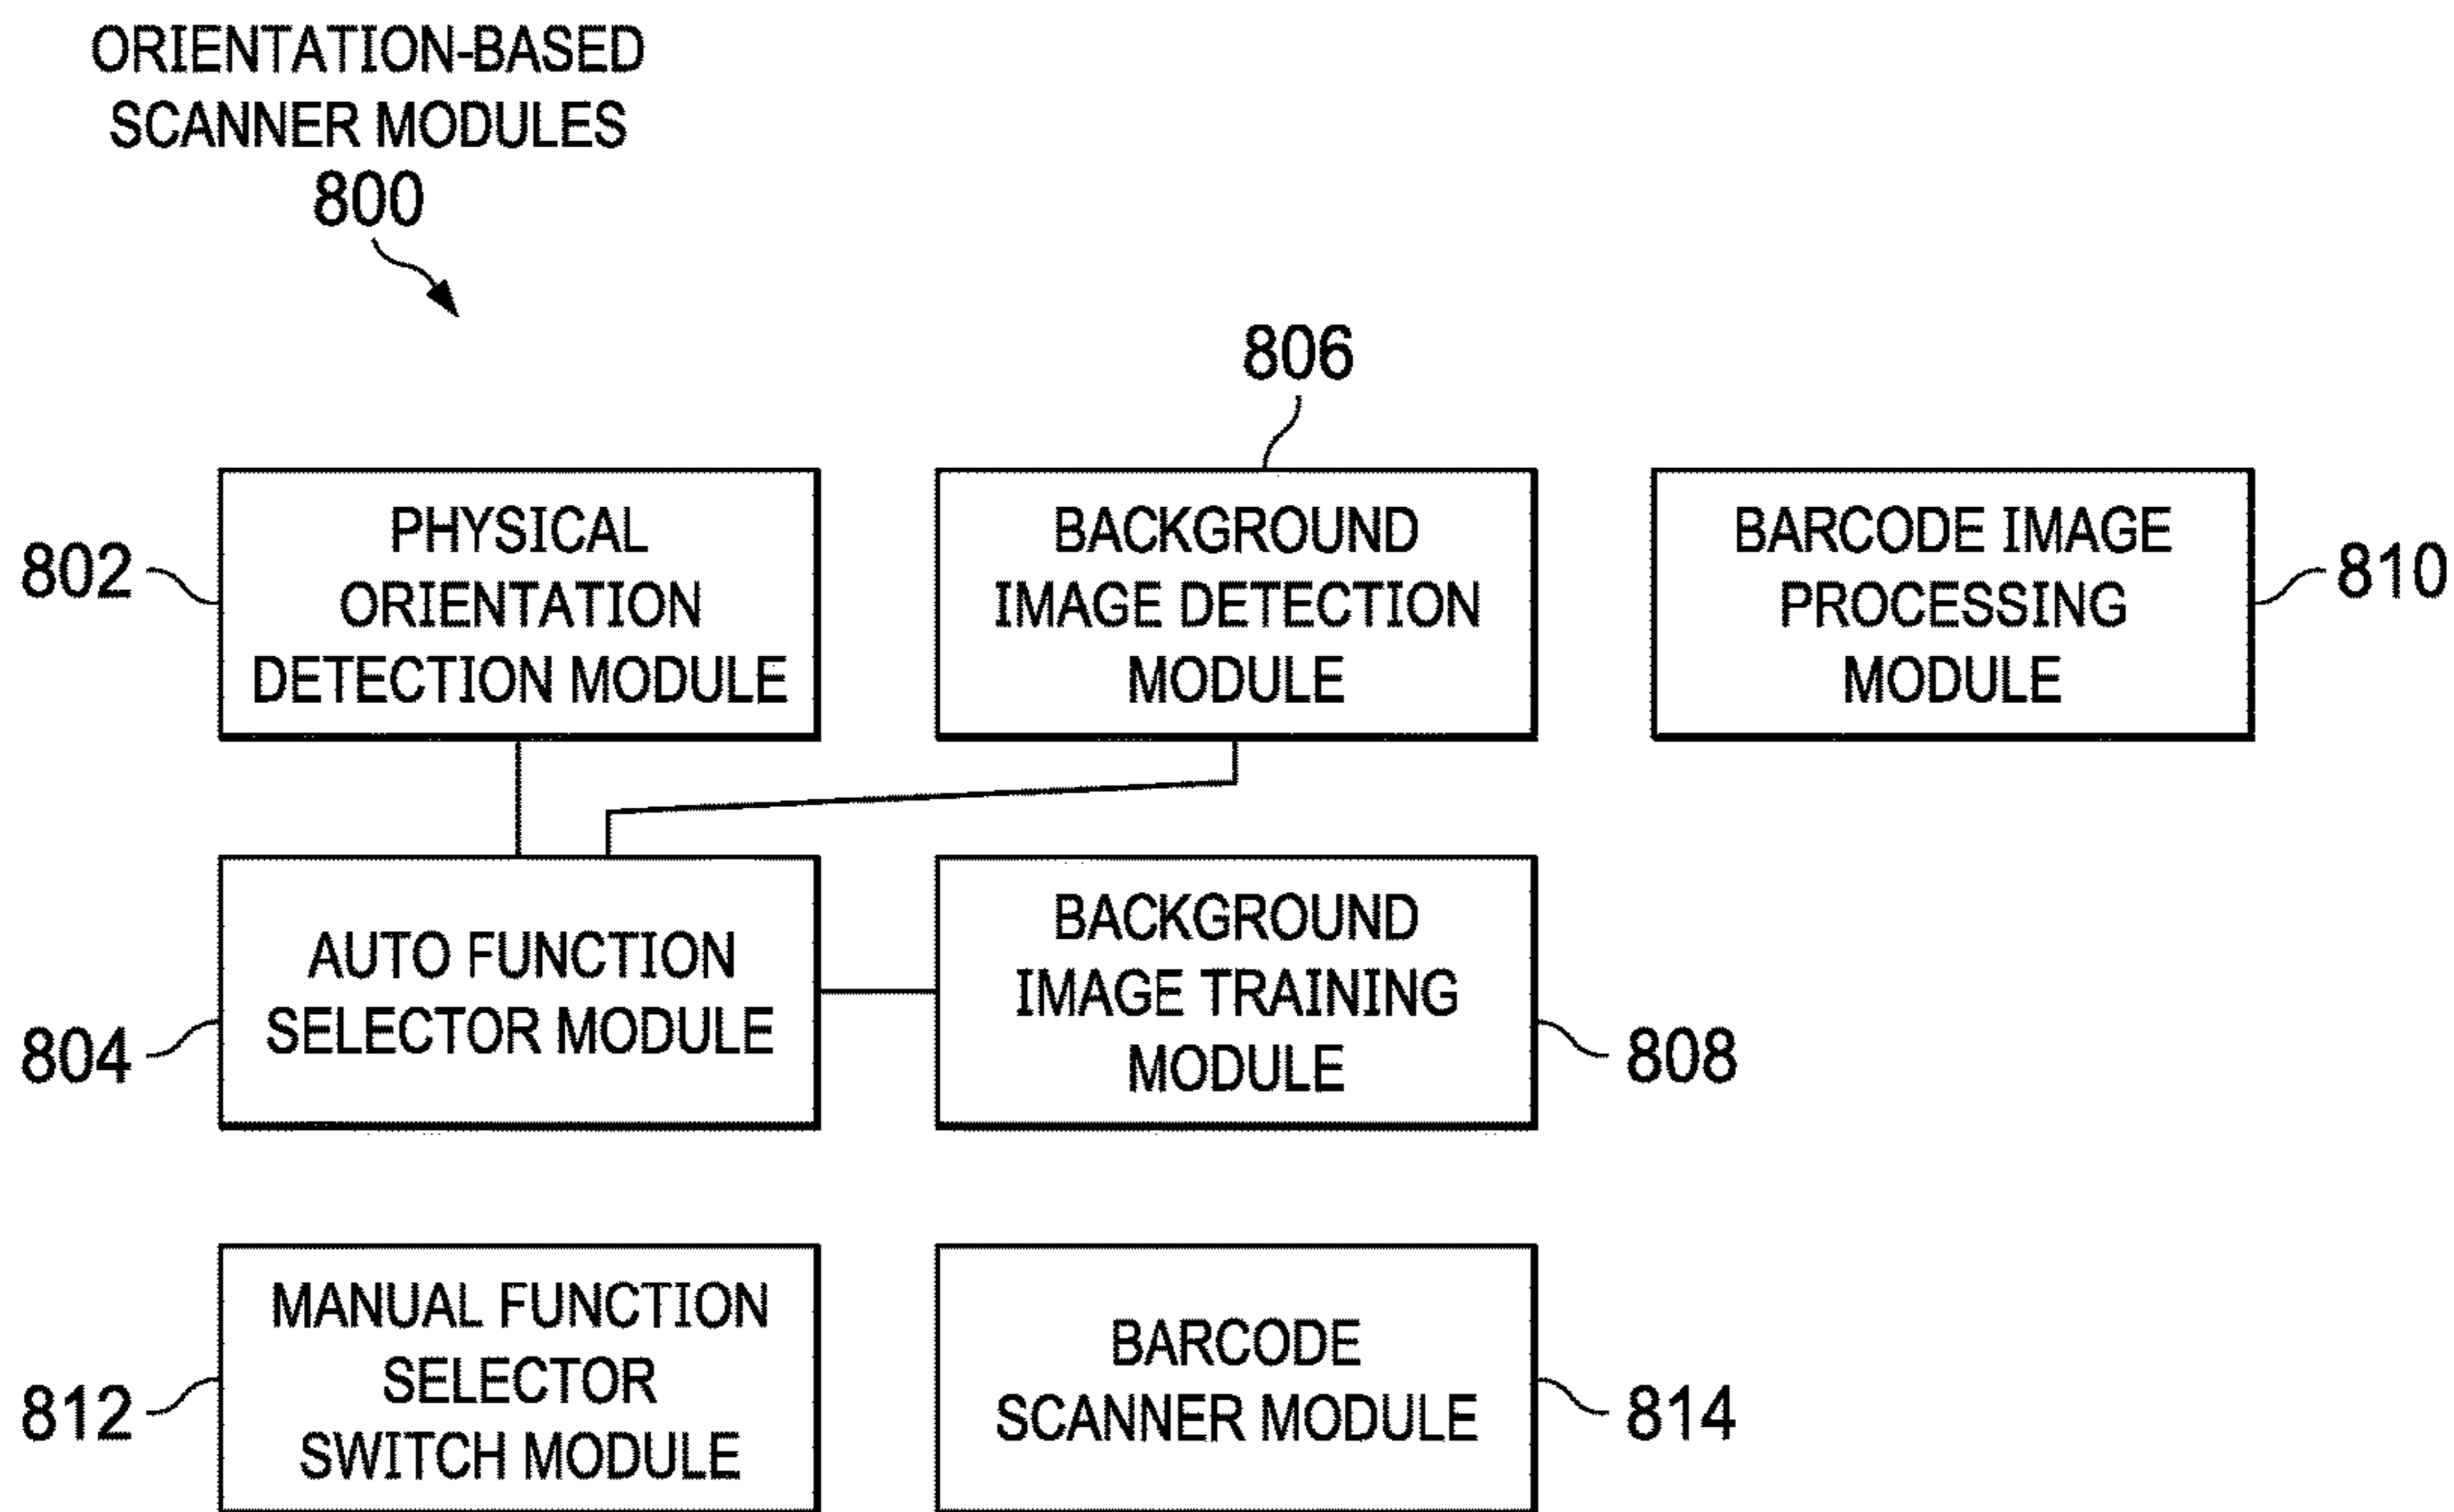 ORIENTATION-BASED
SCANNER MODULES
800
806
802
PHYSICAL
ORIENTATION
DETECTION MODULE
BACKGROUND
IMAGE DETECTION
MODULE
BARCODE IMAGE
PROCESSING
MODULE
810
804
AUTO FUNCTION
SELECTOR MODULE
BACKGROUND
IMAGE TRAINING
MODULE
808
812
MANUAL FUNCTION
SELECTOR
SWITCH MODULE
BARCODE
SCANNER MODULE
814